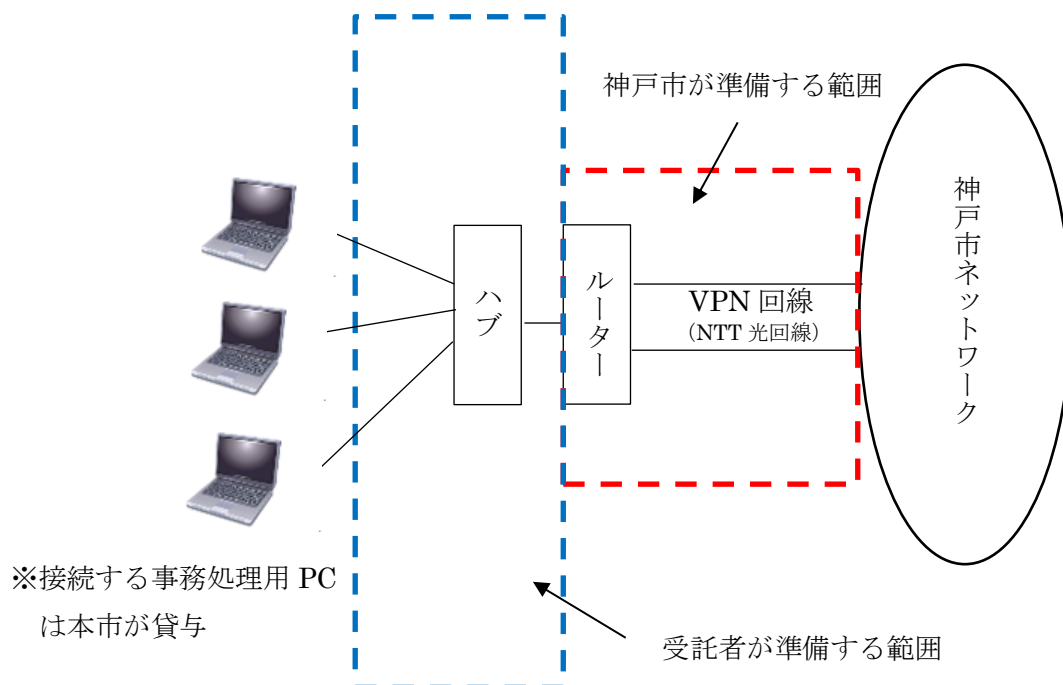 神戸市が準備する範囲
神戸市ネットワーク
ハブ
ルーター
VPN 回線
（NTT 光回線）
※接続する事務処理用 PC
は本市が貸与
受託者が準備する範囲